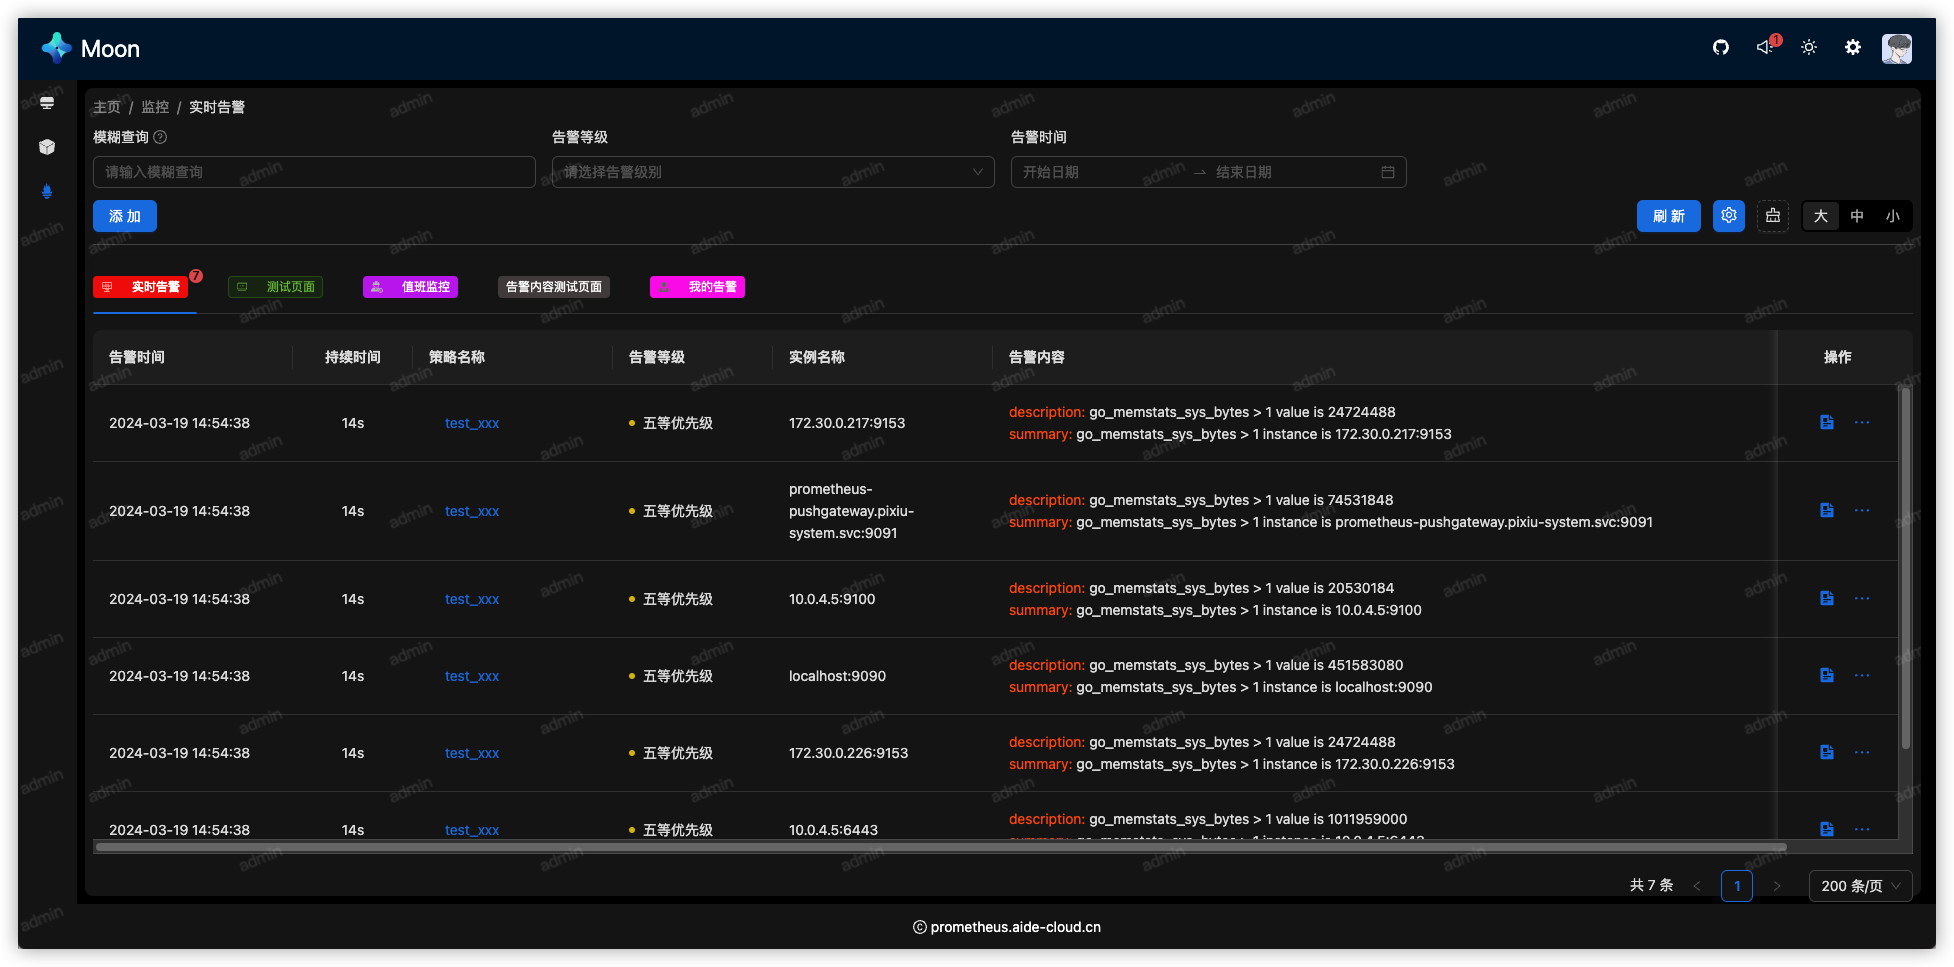 Moon
1
主页 / 监控 / 实时告警
模糊查询
告警等级
告警时间
请输入模糊查询
请选择告警级别
开始日期
结束日期
添 加
刷 新
大
中
小
实时告警
7
测试页面
值班监控
告警内容测试页面
我的告警
告警时间
持续时间
策略名称
告警等级
实例名称
告警内容
操作
2024-03-19 14:54:38
14s
test_xxx
五等优先级
172.30.0.217:9153
description: go_memstats_sys_bytes > 1 value is 24724488
summary: go_memstats_sys_bytes > 1 instance is 172.30.0.217:9153
2024-03-19 14:54:38
14s
test_xxx
五等优先级
prometheus-
pushgateway.pixiu-
system.svc:9091
description: go_memstats_sys_bytes > 1 value is 74531848
summary: go_memstats_sys_bytes > 1 instance is prometheus-pushgateway.pixiu-system.svc:9091
2024-03-19 14:54:38
14s
test_xxx
五等优先级
10.0.4.5:9100
description: go_memstats_sys_bytes > 1 value is 20530184
summary: go_memstats_sys_bytes > 1 instance is 10.0.4.5:9100
2024-03-19 14:54:38
14s
test_xxx
五等优先级
localhost:9090
description: go_memstats_sys_bytes > 1 value is 451583080
summary: go_memstats_sys_bytes > 1 instance is localhost:9090
2024-03-19 14:54:38
14s
test_xxx
五等优先级
172.30.0.226:9153
description: go_memstats_sys_bytes > 1 value is 24724488
summary: go_memstats_sys_bytes > 1 instance is 172.30.0.226:9153
2024-03-19 14:54:38
14s
test_xxx
五等优先级
10.0.4.5:6443
description: go_memstats_sys_bytes > 1 value is 1011959000
summary: go_memstats_sys_bytes > 1 instance is 10.0.4.5:6443
共 7 条
1
200 条/页
© prometheus.aide-cloud.cn
admin